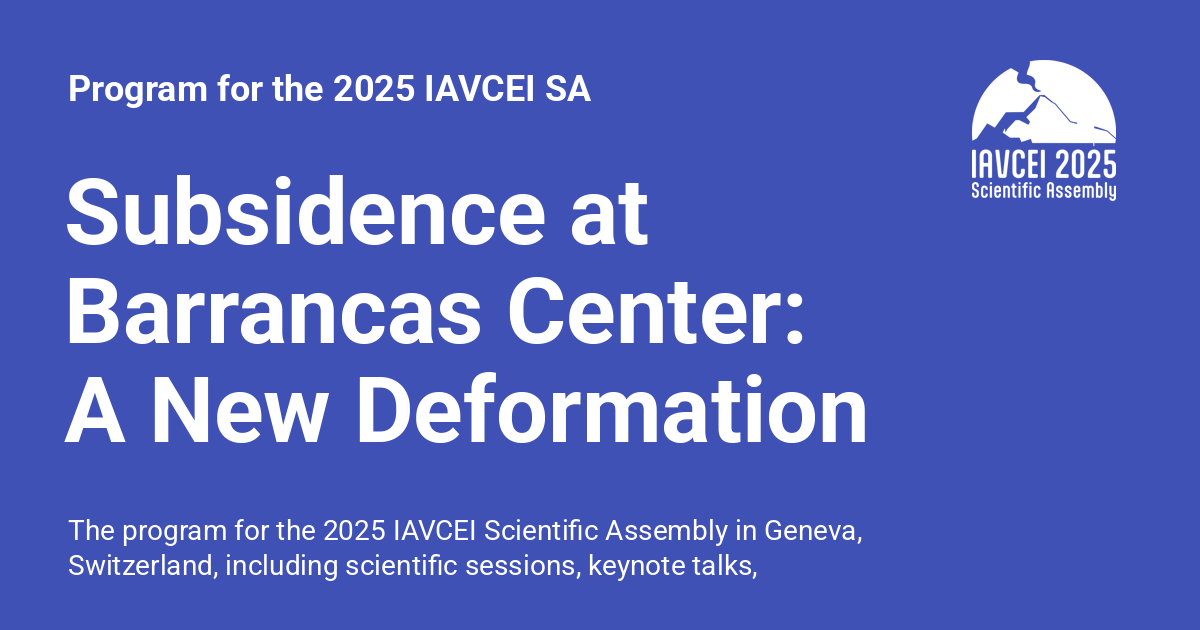 Program for the 2025 IAVCEI SA
IAVCEI 2025
Scientific Assembly
Subsidence at
Barrancas Center:
A New Deformation
The program for the 2025 IAVCEI Scientific Assembly in Geneva,
Switzerland, including scientific sessions, keynote talks,